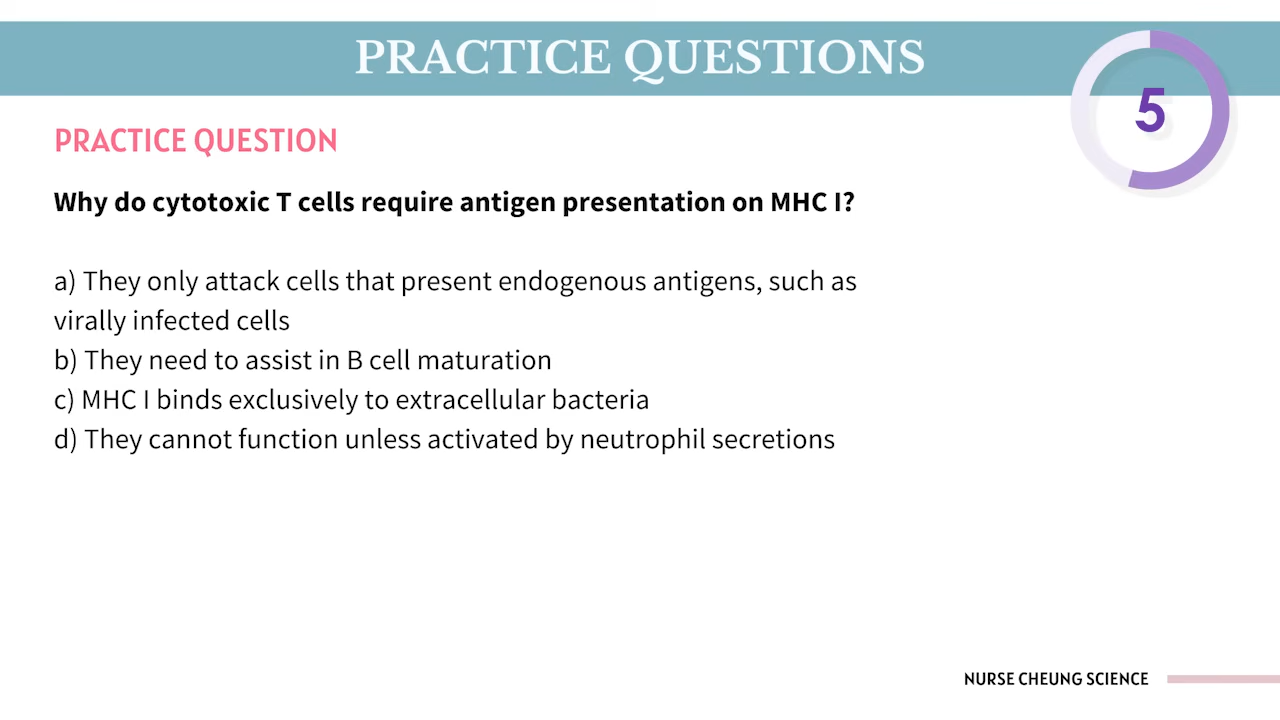 PRACTICE QUESTIONS
5
PRACTICE QUESTION
Why do cytotoxic T cells require antigen presentation on MHC I?
a) They only attack cells that present endogenous antigens, such as
virally infected cells
b) They need to assist in B cell maturation
c) MHC I binds exclusively to extracellular bacteria
d) They cannot function unless activated by neutrophil secretions
NURSE CHEUNG SCIENCE